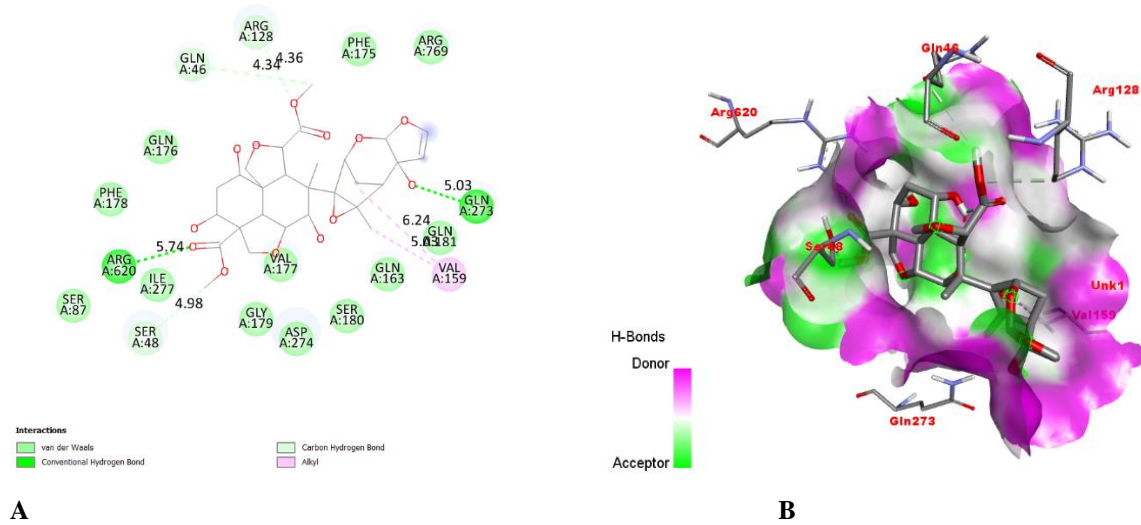 ARG
A:128
GLN
A:46
4.34
4.36
PHE
A:175
ARG
A:769
GLN
A:176
PHE
A:178
5.03
GLN
A:273
6.24
GLN
A:181
5.74
ARG
A:620
ILE
A:277
VAL
A:177
GLN
A:163
VAL
A:159
SER
A:87
4.98
SER
A:48
GLY
A:179
ASP
A:274
SER
A:180
Interactions
van der Waals
Conventional Hydrogen Bond
Carbon Hydrogen Bond
Alkyl
A
Gln46
Arg128
Arg620
Ser48
Unk1
Val159
Gln273
H-Bonds
Donor
Acceptor
B